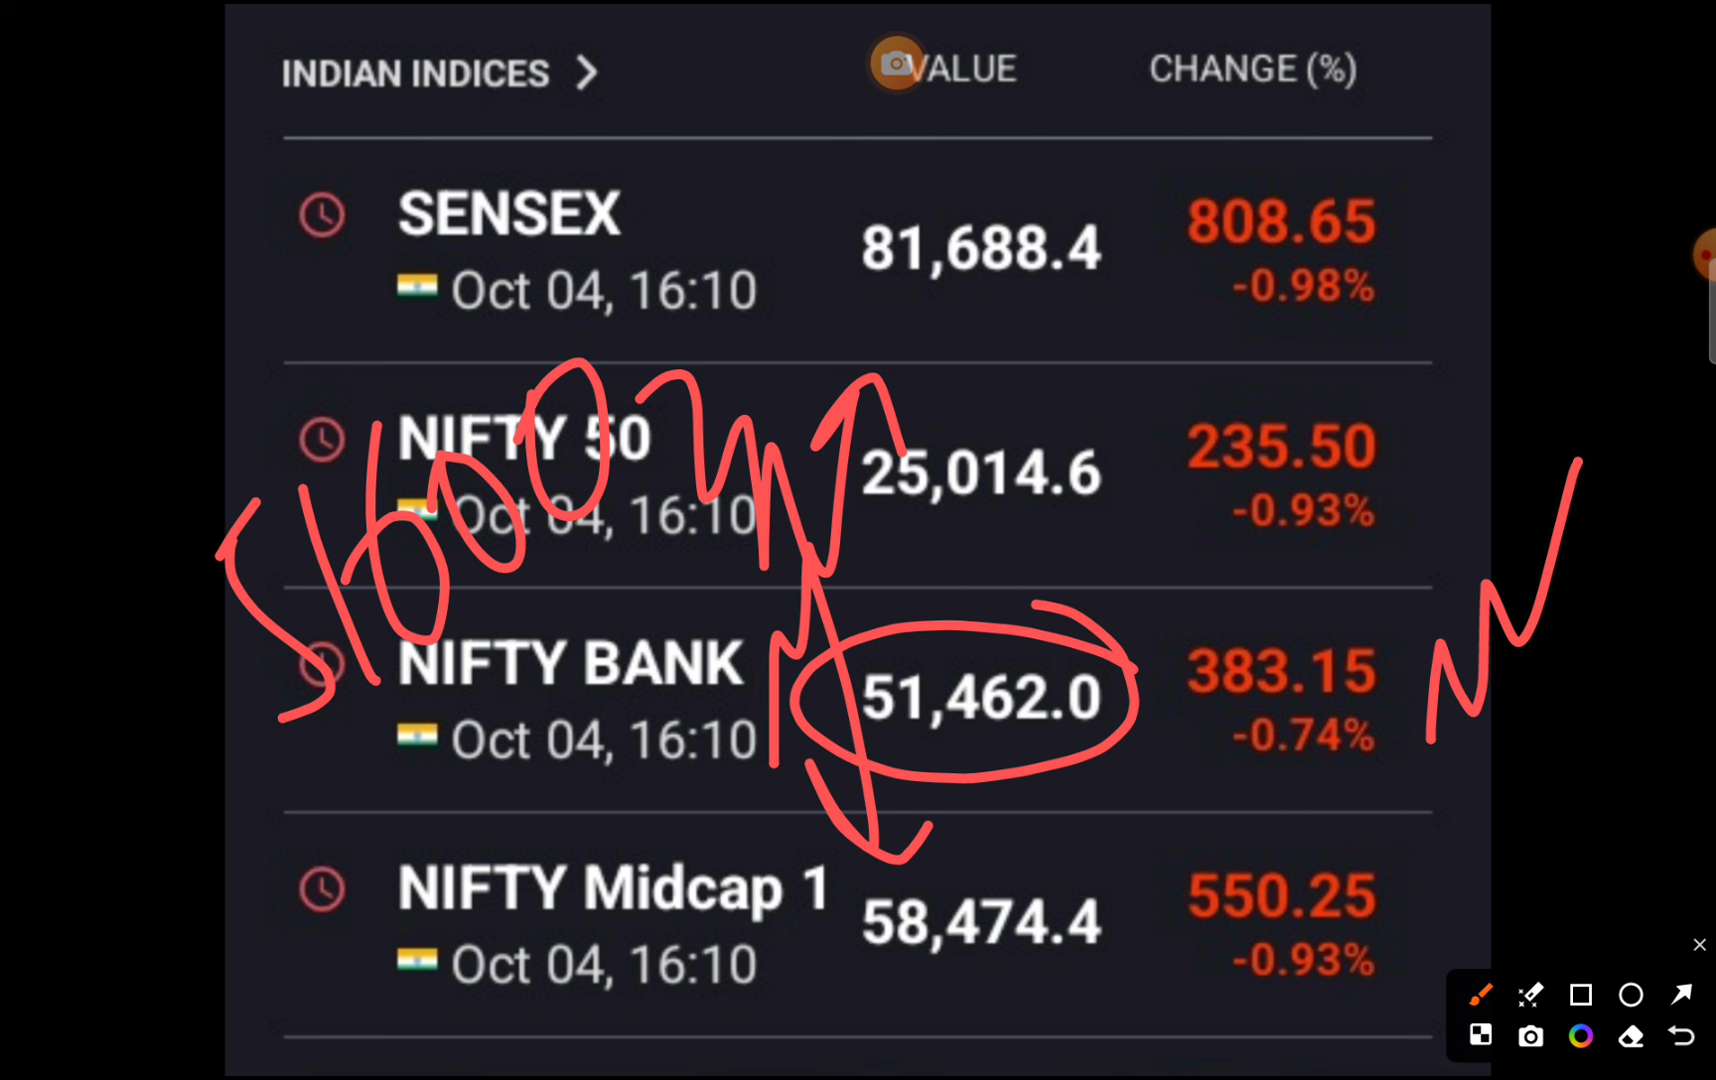 INDIAN INDICES VALUE CHANGE (%)
SENSEX 81,688.4 808.65
Oct 04, 16:10 -0.98%
NIFTY 50 25,014.6 235.50
Oct 04, 16:10 -0.93%
51600
NIFTY BANK 51,462.0 383.15
Oct 04, 16:10 -0.74%
NIFTY Midcap 1 58,474.4 550.25
Oct 04, 16:10 -0.93%